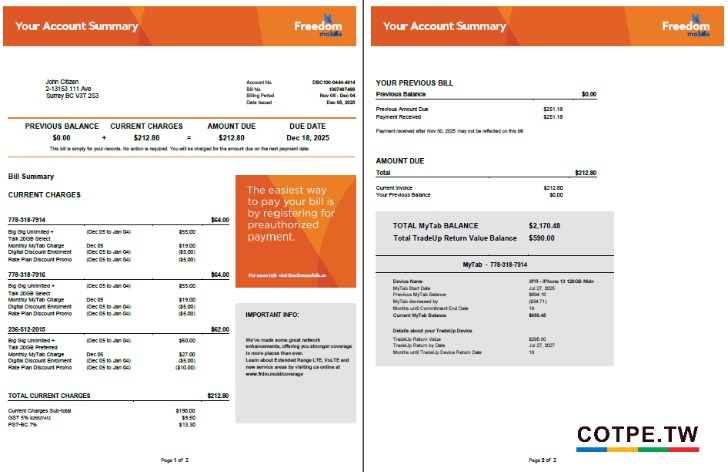 Your Account Summary
Freedom
mobile
John Citizen
2-13153 111 Ave
Surrey BC V3T 2S3
Account No. DBC100-0444-4014
Bill No. 1007497469
Billing Period Nov 05 - Dec 04
Date Issued Dec 05, 2025
PREVIOUS BALANCE CURRENT CHARGES AMOUNT DUE DUE DATE
$0.00 + $212.80 = $212.80 Dec 18, 2025
This bill is simply for your records. No action is required. You will be charged for the amount due on the next payment date
Bill Summary
CURRENT CHARGES
778-318-7914 $64.00
Big Gig Unlimited + (Dec 05 to Jan 04) $55.00
Talk 20GB Select
Monthly MyTab Charge Dec 05 $19.00
Digital Discount Enrolment (Dec 05 to Jan 04) ($5.00)
Rate Plan Discount Promo (Dec 05 to Jan 04) ($5.00)
778-318-7916 $64.00
Big Gig Unlimited + (Dec 05 to Jan 04) $55.00
Talk 20GB Select
Monthly MyTab Charge Dec 05 $19.00
Digital Discount Enrolment (Dec 05 to Jan 04) ($5.00)
Rate Plan Discount Promo (Dec 05 to Jan 04) ($5.00)
236-512-2015 $62.00
Big Gig Unlimited + (Dec 05 to Jan 04) $50.00
Talk 20GB Preferred
Monthly MyTab Charge Dec 05 $27.00
Digital Discount Enrolment (Dec 05 to Jan 04) ($5.00)
Rate Plan Discount Promo (Dec 05 to Jan 04) ($10.00)
TOTAL CURRENT CHARGES $212.80
Current Charges Sub-total $190.00
GST 5% $9.50
PST-BC 7% $13.30
The easiest way
to pay your bill is
by registering for
preauthorized
payment.
For more info visit freedommobile.ca
IMPORTANT INFO:
We've made some great network
enhancements, offering you stronger coverage
in more places than ever.
Learn about Extended Range LTE, VoLTE and
new service areas by visiting us online at
www.frdm.mobi/coverage
Page 1 of 2
Your Account Summary
Freedom
mobile
YOUR PREVIOUS BILL
Previous Balance $0.00
Previous Amount Due $251.18
Payment Received $251.18
Payment received after Nov 30, 2025 may not be reflected on this bill
AMOUNT DUE
Total $212.80
Current Invoice $212.80
Your Previous Balance $0.00
TOTAL MyTab BALANCE $2,170.48
Total TradeUp Return Value Balance $590.00
MyTab - 778-318-7914
Device Name 3PR - iPhone 13 128GB Midn
MyTab Start Date Jul 27, 2025
Previous MyTab Balance $694.16
MyTab decreased by ($34.71)
Months until Commitment End Date 19
Current MyTab Balance $659.45
Details about your TradeUp Device
TradeUp Return Value $295.00
TradeUp Return by Date Jul 27, 2027
Months until TradeUp Device Return Date 19
Page 2 of 2
COTPE.TW